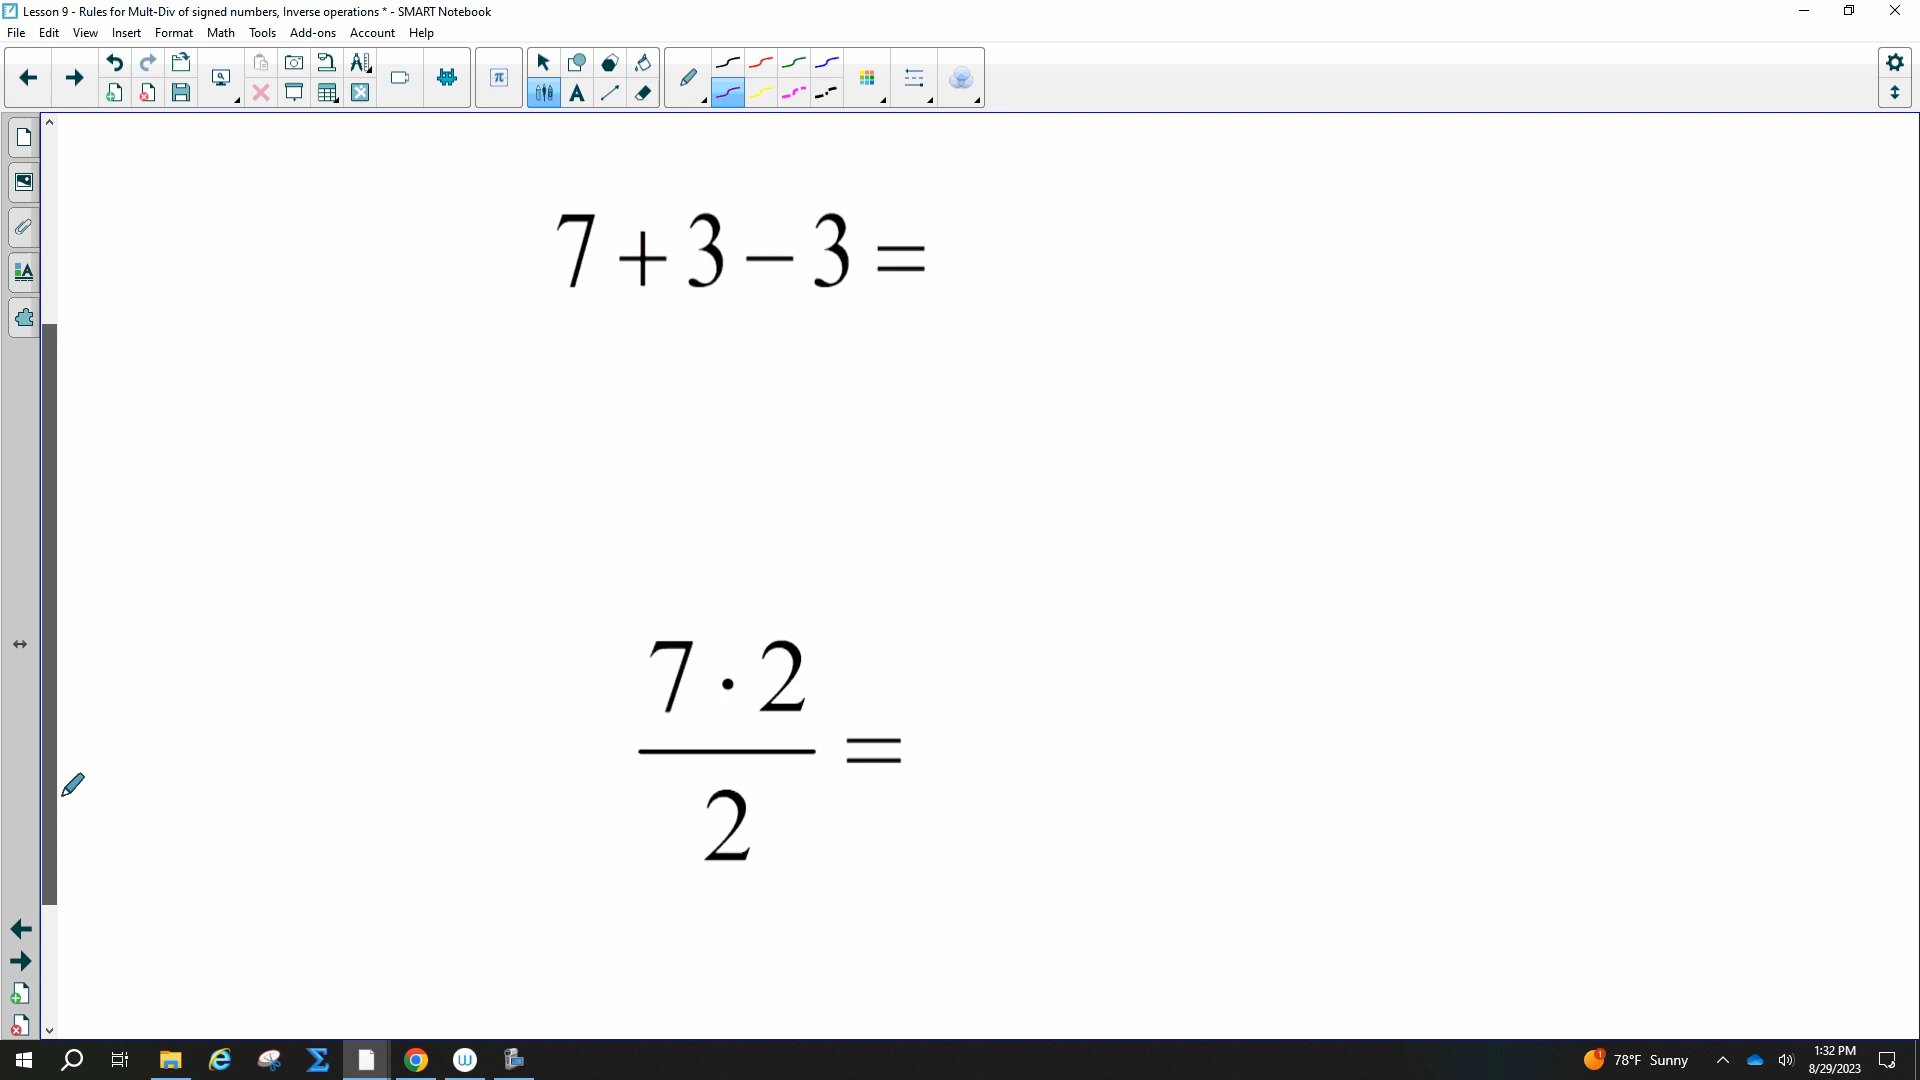 Lesson 9 - Rules for Mult-Div of signed numbers, Inverse operations * - SMART Notebook
File Edit View Insert Format Math Tools Add-ons Account Help
π
A
A
7 + 3 − 3 =
7 · 2
=
2
1
78°F Sunny
1:32 PM
8/29/2023